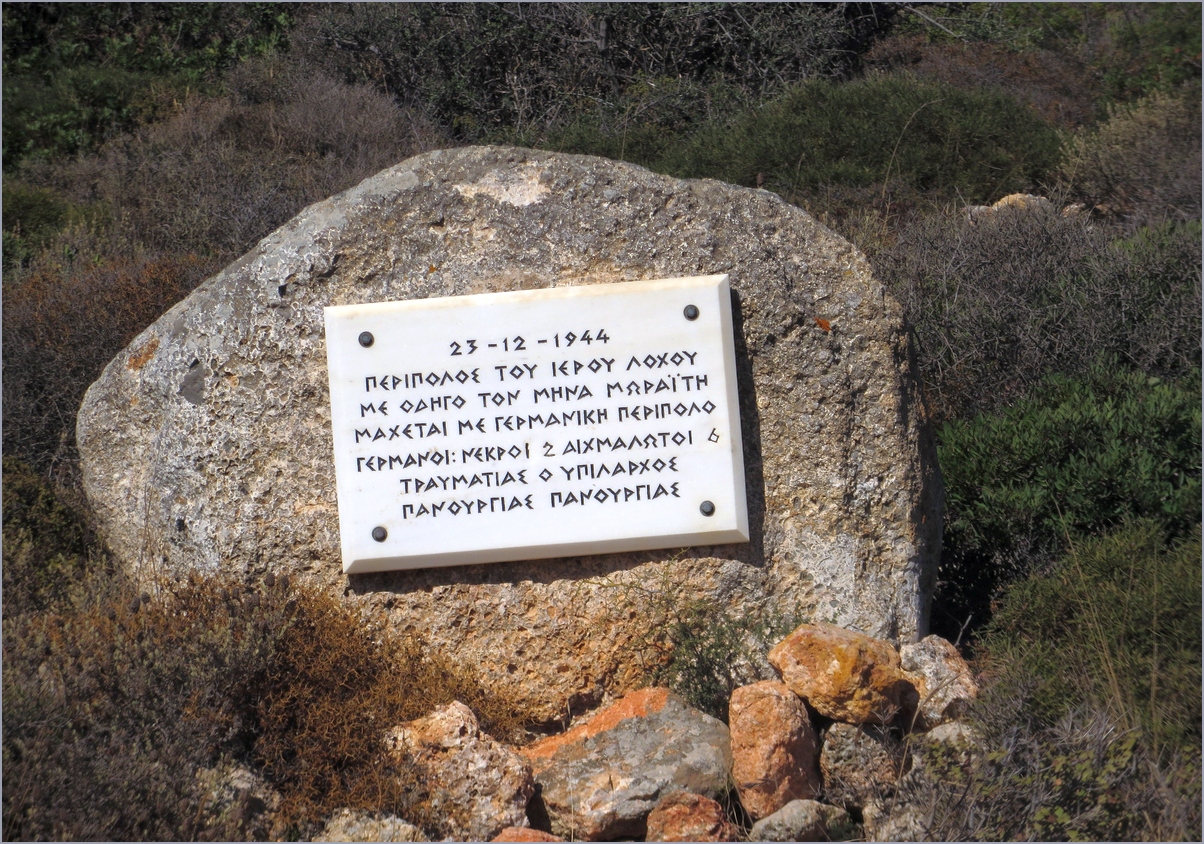 23-12-1944
ΠΕΡΙΠΟΛΟΣ ΤΟΥ ΙΕΡΟΥ ΛΟΧΟΥ
ΜΕ ΟΔΗΓΟ ΤΟΝ ΜΗΝΑ ΜΩΡΑΪΤΗ
ΜΑΧΕΤΑΙ ΜΕ ΓΕΡΜΑΝΙΚΗ ΠΕΡΙΠΟΛΟ
ΓΕΡΜΑΝΟΙ: ΝΕΚΡΟΙ 2 ΑΙΧΜΑΛΩΤΟΙ 6
ΤΡΑΥΜΑΤΙΑΣ Ο ΥΠΙΛΑΡΧΟΣ
ΠΑΝΟΥΡΓΙΑΣ ΠΑΝΟΥΡΓΙΑΣ